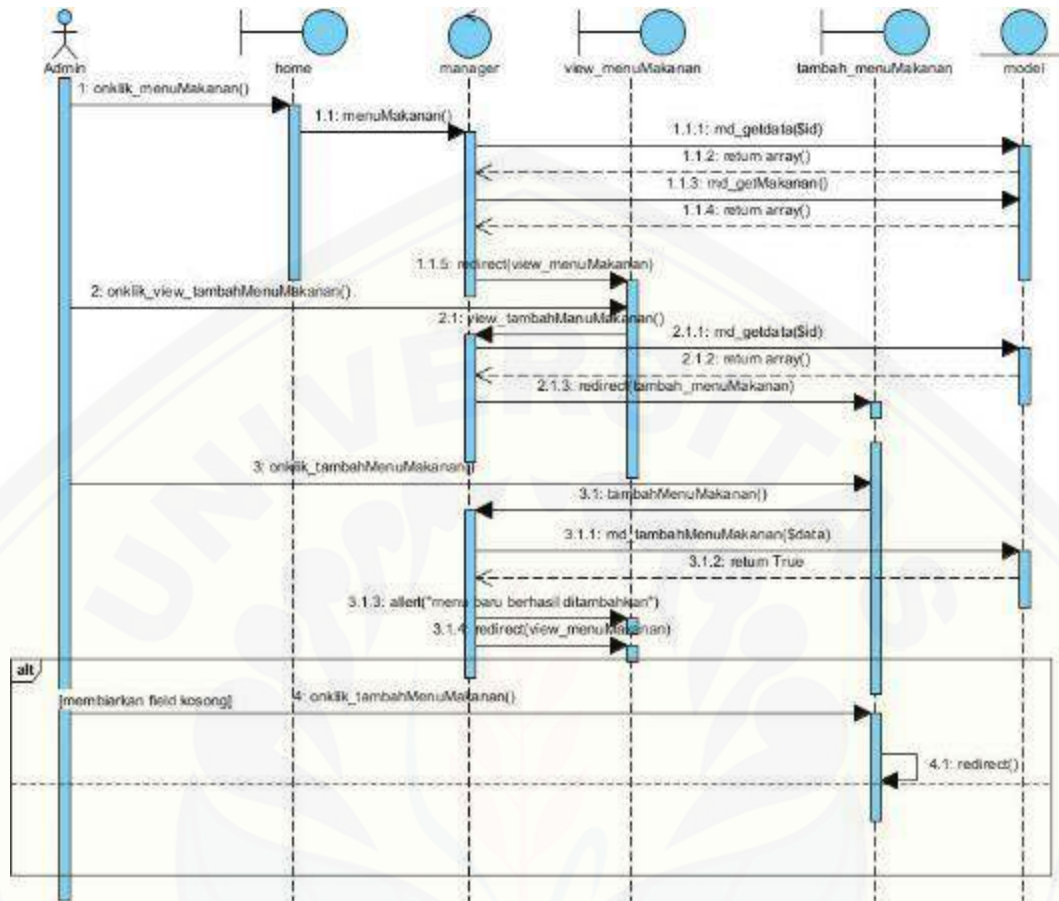 Admin
home
manager
view_menuMakanan
tambah_menuMakanan
model
1: onklik_menuMakanan()
1.1: menuMakanan()
1.1.1: md_getdata($id)
1.1.2: return array()
1.1.3: md_getMakanan()
1.1.4: return array()
1.1.5: redirect(view_menuMakanan)
2: onklik_view_tambahMenuMakanan()
2.1: view_tambahMenuMakanan()
2.1.1: md_getdata($id)
2.1.2: return array()
2.1.3: redirect(tambah_menuMakanan)
3: onklik_tambahMenuMakanan()
3.1: tambahMenuMakanan()
3.1.1: md_tambahMenuMakanan($data)
3.1.2: return True
3.1.3: allert("menu baru berhasil ditambahkan")
3.1.4: redirect(view_menuMakanan)
alt
[membiarkan field kosong]
4: onklik_tambahMenuMakanan()
4.1: redirect()
UNIVERSITAS